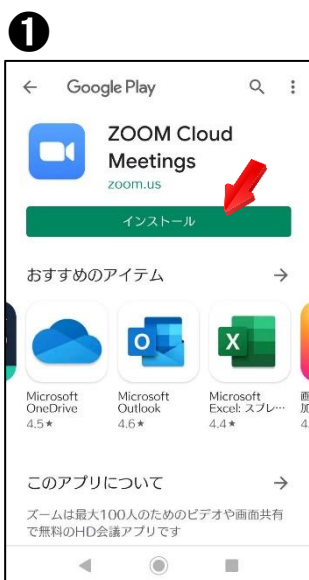 ❶
Google Play
ZOOM Cloud
Meetings
zoom.us
インストール
おすすめのアイテム
Microsoft
OneDrive
4.5★
Microsoft
Outlook
4.6★
Microsoft
Excel: スプレ…
4.4★
このアプリについて
ズームは最大100人のためのビデオや画面共有
で無料のHD会議アプリです